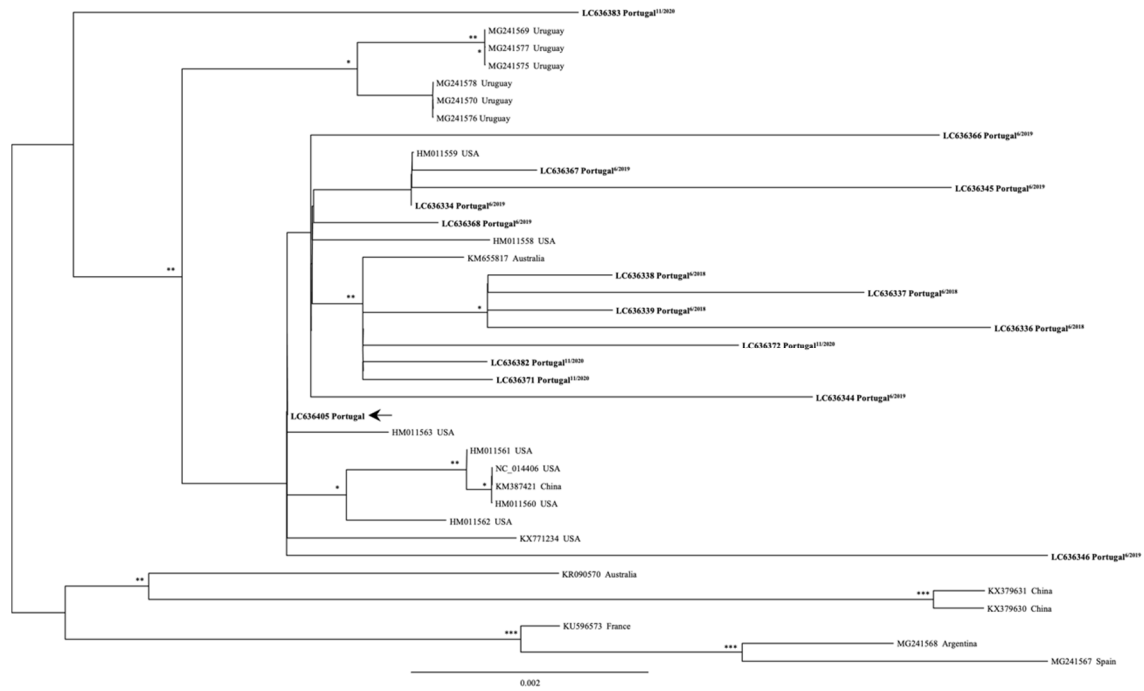 LC636383 Portugal11/2020
MG241569 Uruguay
**
MG241577 Uruguay
*
MG241575 Uruguay
*
MG241578 Uruguay
MG241570 Uruguay
MG241576 Uruguay
LC636366 Portugal6/2019
HM011559 USA
LC636367 Portugal6/2019
LC636345 Portugal6/2019
LC636334 Portugal6/2019
LC636368 Portugal6/2019
HM011558 USA
KM655817 Australia
**
LC636338 Portugal6/2018
**
LC636337 Portugal6/2018
*
LC636339 Portugal6/2018
LC636336 Portugal6/2018
LC636372 Portugal11/2020
LC636382 Portugal11/2020
LC636371 Portugal11/2020
LC636344 Portugal6/2019
LC636405 Portugal
HM011563 USA
HM011561 USA
**
NC_014406 USA
*
KM387421 China
*
HM011560 USA
HM011562 USA
KX771234 USA
LC636346 Portugal6/2019
KR090570 Australia
**
KX379631 China
***
KX379630 China
KU596573 France
***
MG241568 Argentina
***
MG241567 Spain
0.002